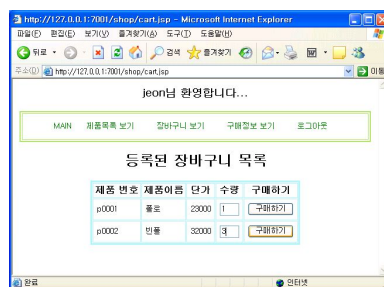 http://127.0.0.1:7001/shop/cart.jsp - Microsoft Internet Explorer
파일(F) 편집(E) 보기(V) 즐겨찾기(A) 도구(T) 도움말(H)
뒤로 검색 즐겨찾기
주소(D) http://127.0.0.1:7001/shop/cart.jsp 이동
jeon님 환영합니다...
MAIN 제품목록 보기 장바구니 보기 구매정보 보기 로그아웃
등록된 장바구니 목록
제품 번호 제품이름 단가 수량 구매하기
p0001 폴로 23000 1 구매하기
p0002 빈폴 32000 3 구매하기
완료 인터넷